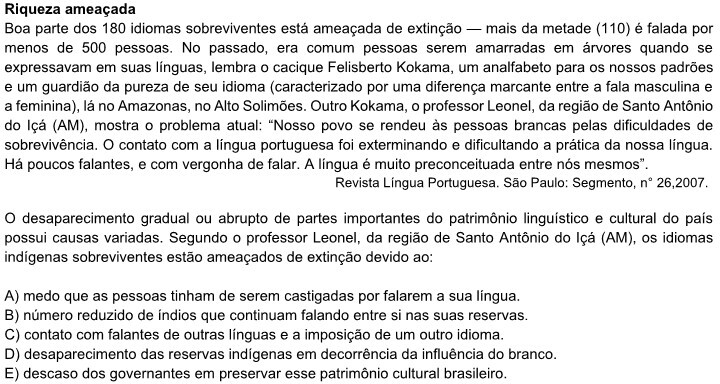 Riqueza ameaçada
Boa parte dos 180 idiomas sobreviventes está ameaçada de extinção — mais da metade (110) é falada por
menos de 500 pessoas. No passado, era comum pessoas serem amarradas em árvores quando se
expressavam em suas línguas, lembra o cacique Felisberto Kokama, um analfabeto para os nossos padrões
e um guardião da pureza de seu idioma (caracterizado por uma diferença marcante entre a fala masculina e
a feminina), lá no Amazonas, no Alto Solimões. Outro Kokama, o professor Leonel, da região de Santo Antônio
do Içá (AM), mostra o problema atual: “Nosso povo se rendeu às pessoas brancas pelas dificuldades de
sobrevivência. O contato com a língua portuguesa foi exterminando e dificultando a prática da nossa língua.
Há poucos falantes, e com vergonha de falar. A língua é muito preconceituada entre nós mesmos”.
Revista Língua Portuguesa. São Paulo: Segmento, n° 26,2007.
O desaparecimento gradual ou abrupto de partes importantes do patrimônio linguístico e cultural do país
possui causas variadas. Segundo o professor Leonel, da região de Santo Antônio do Içá (AM), os idiomas
indígenas sobreviventes estão ameaçados de extinção devido ao:
A) medo que as pessoas tinham de serem castigadas por falarem a sua língua.
B) número reduzido de índios que continuam falando entre si nas suas reservas.
C) contato com falantes de outras línguas e a imposição de um outro idioma.
D) desaparecimento das reservas indígenas em decorrência da influência do branco.
E) descaso dos governantes em preservar esse patrimônio cultural brasileiro.